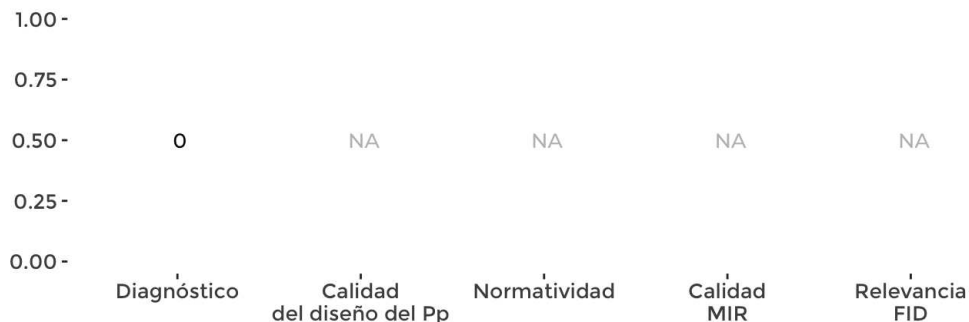 1.00
0.75
0.50
0.25
0.00
0 NA NA NA NA
Diagnóstico Calidad Normatividad Calidad Relevancia
del diseño del Pp MIR FID